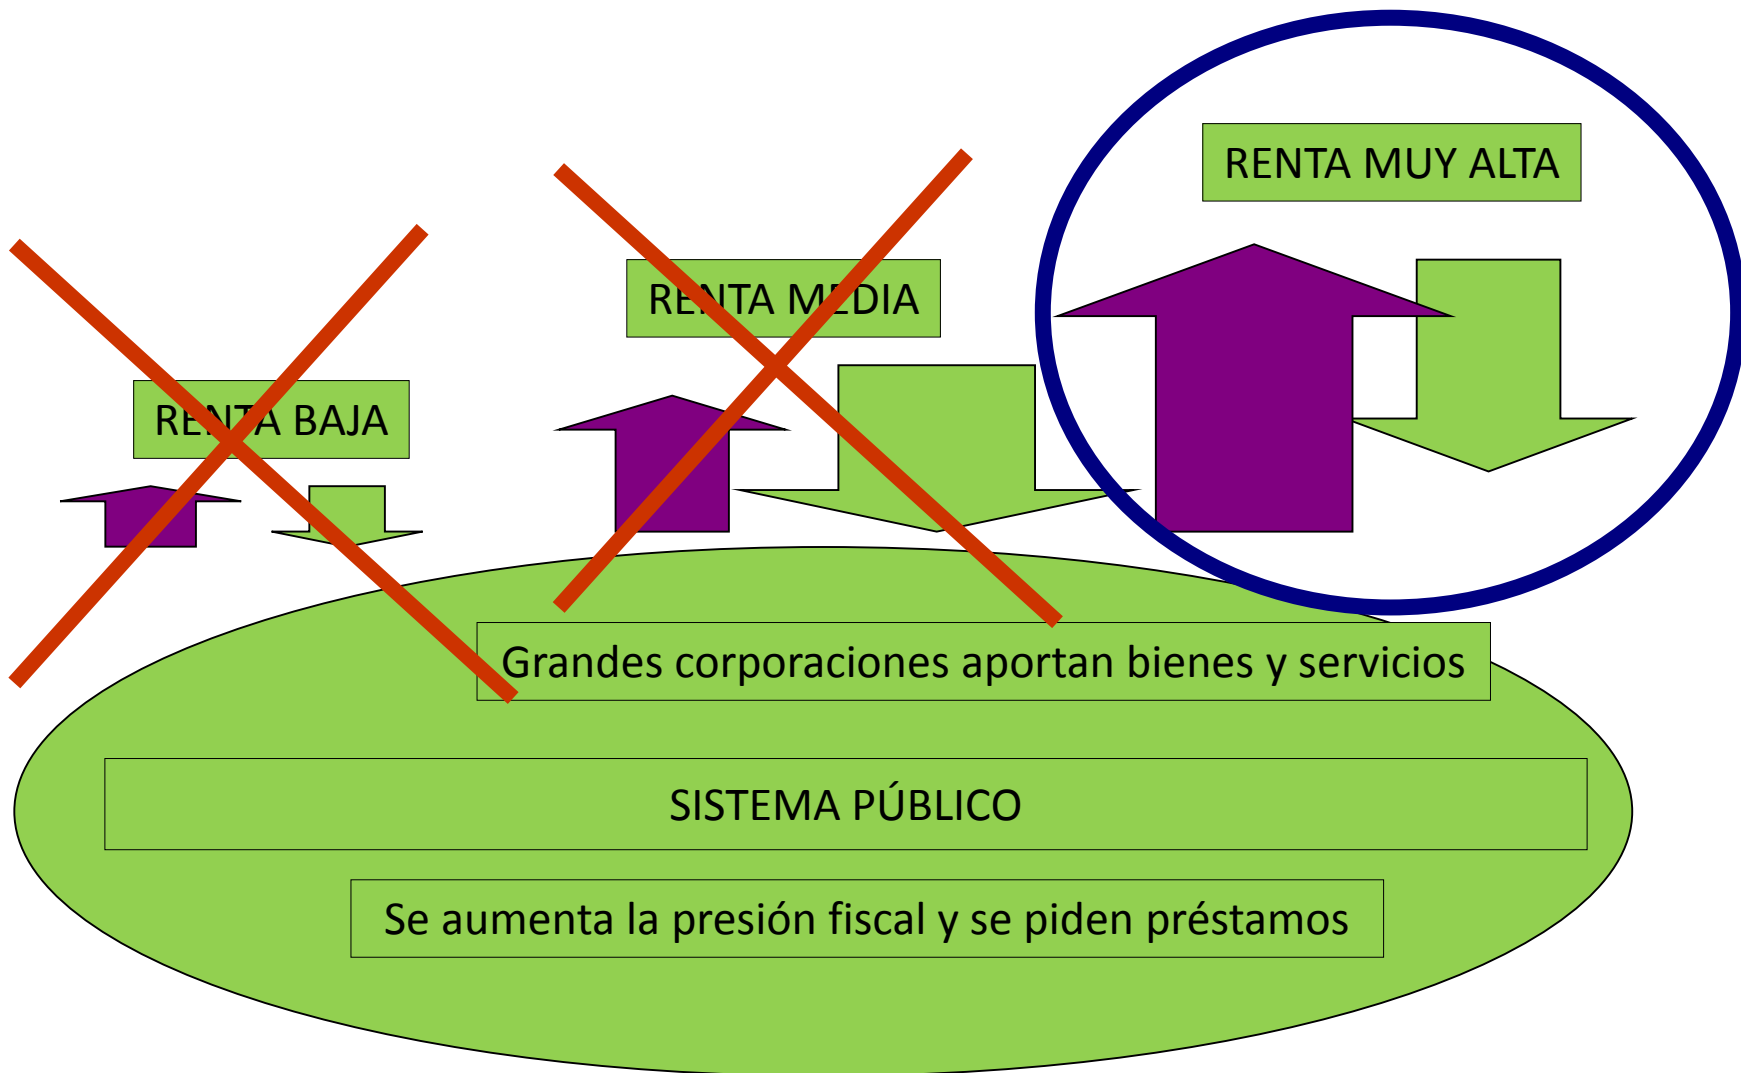 RENTA MUY ALTA
RENTA MEDIA
RENTA BAJA
Grandes corporaciones aportan bienes y servicios
SISTEMA PÚBLICO
Se aumenta la presión fiscal y se piden préstamos